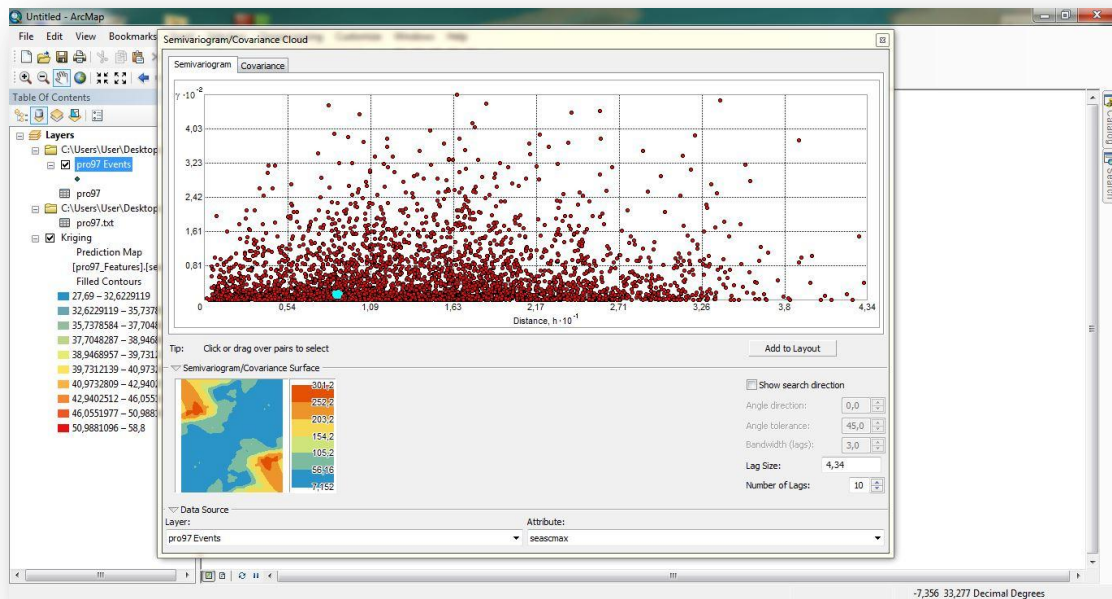 Untitled - ArcMap
File Edit View Bookmarks Customize Windows Help
Semivariogram/Covariance Cloud
Semivariogram Covariance
Table Of Contents
Layers
C:\Users\User\Desktop
pro97 Events
pro97
C:\Users\User\Desktop
pro97.txt
Kriging
Prediction Map
[pro97_Features].[se
Filled Contours
27,69 – 32,6229119
32,6229119 – 35,7378
35,7378584 – 37,7048
37,7048287 – 38,9468
38,9468957 – 39,7312
39,7312139 – 40,9732
40,9732809 – 42,9402
42,9402512 – 46,0551
46,0551977 – 50,9881
50,9881096 – 58,8
γ ·10⁻²
4,03
3,23
2,42
1,61
0,81
0 0,54 1,09 1,63 2,17 2,71 3,26 3,8 4,34
Distance, h ·10⁻¹
Tip: Click or drag over pairs to select
Add to Layout
Semivariogram/Covariance Surface
301,2
252,2
203,2
154,2
105,2
56,16
7,152
Show search direction
Angle direction: 0,0
Angle tolerance: 45,0
Bandwidth (lags): 3,0
Lag Size: 4,34
Number of Lags: 10
Data Source
Layer: Attribute:
pro97 Events seascmax
Catalog
Search
-7,356 33,277 Decimal Degrees